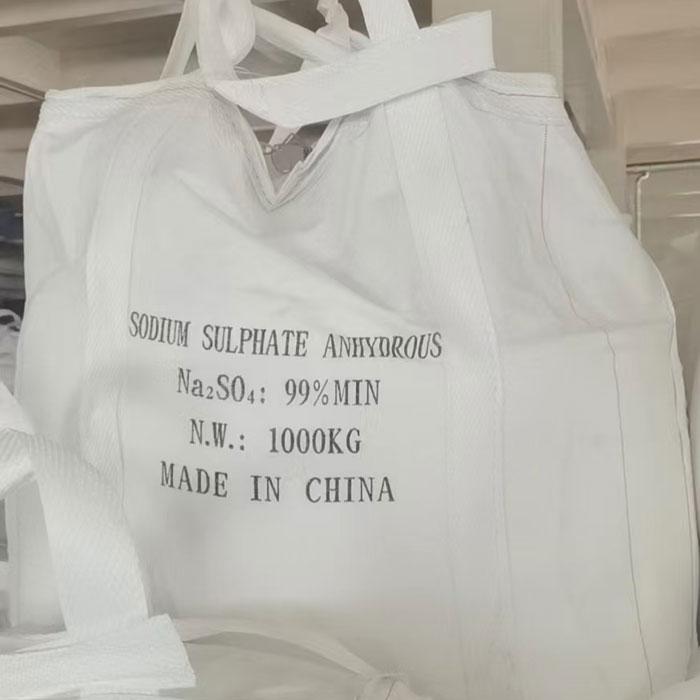 SODIUM SULPHATE ANHYDROUS
Na₂SO₄: 99%MIN
N.W.: 1000KG
MADE IN CHINA